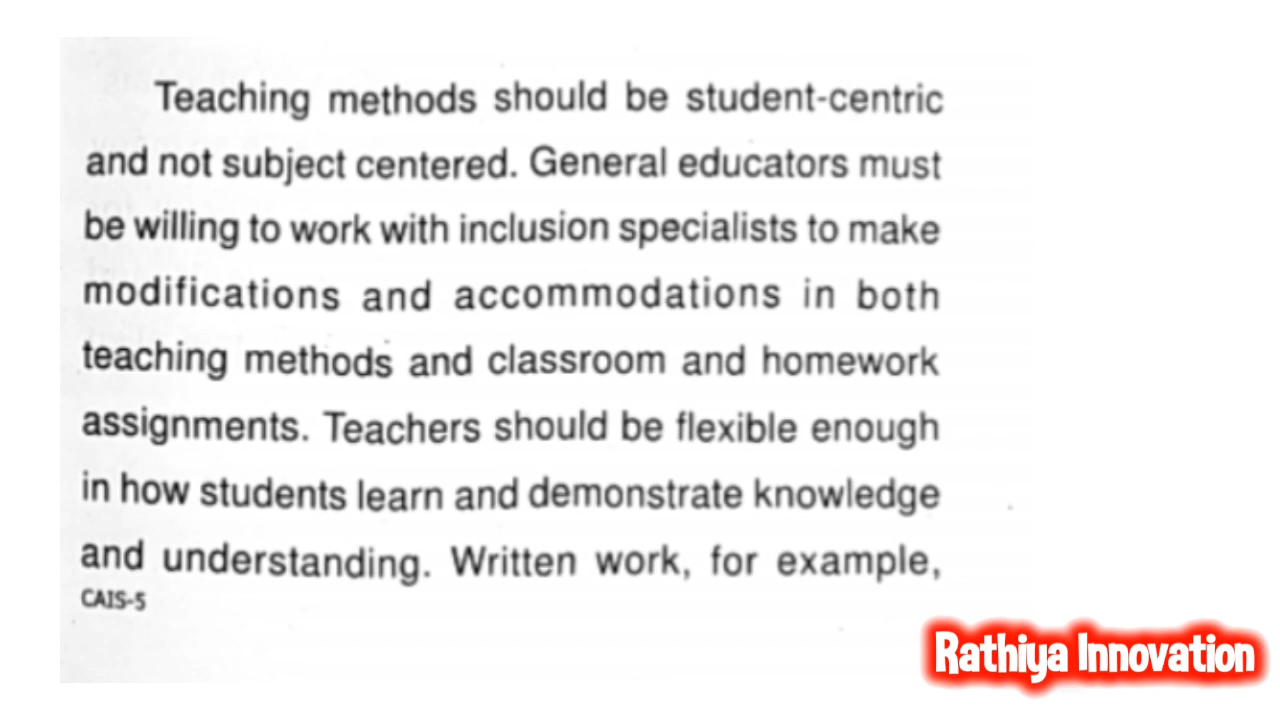 Teaching methods should be student-centric
and not subject centered. General educators must
be willing to work with inclusion specialists to make
modifications and accommodations in both
teaching methods and classroom and homework
assignments. Teachers should be flexible enough
in how students learn and demonstrate knowledge
and understanding. Written work, for example,
CAIS-5
Rathiya Innovation